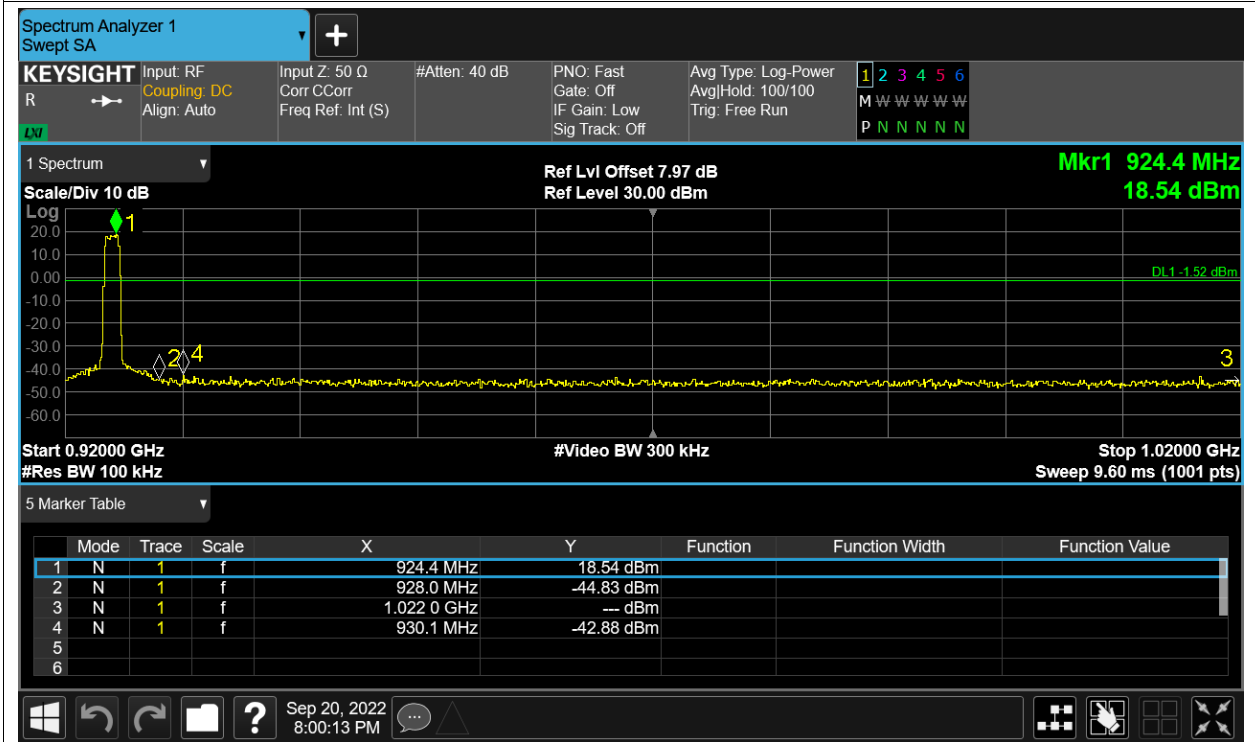 Spectrum Analyzer 1
Swept SA
+
KEYSIGHT Input: RF Input Z: 50 Ω #Atten: 40 dB PNO: Fast Avg Type: Log-Power 1 2 3 4 5 6
R Coupling: DC Corr CCorr Gate: Off Avg|Hold: 100/100 M W W W W W W
Align: Auto Freq Ref: Int (S) IF Gain: Low Trig: Free Run
LXI Sig Track: Off P N N N N N N
1 Spectrum Ref Lvl Offset 7.97 dB Mkr1 924.4 MHz
Scale/Div 10 dB Ref Level 30.00 dBm 18.54 dBm
Log
1
20.0
10.0
0.00 DL1 -1.52 dBm
-10.0
-20.0
-30.0
2 4 3
-40.0
-50.0
-60.0
Start 0.92000 GHz #Video BW 300 kHz Stop 1.02000 GHz
#Res BW 100 kHz Sweep 9.60 ms (1001 pts)
5 Marker Table
Mode Trace Scale X Y Function Function Width Function Value
1 N 1 f 924.4 MHz 18.54 dBm
2 N 1 f 928.0 MHz -44.83 dBm
3 N 1 f 1.022 0 GHz --- dBm
4 N 1 f 930.1 MHz -42.88 dBm
5
6
? Sep 20, 2022
8:00:13 PM